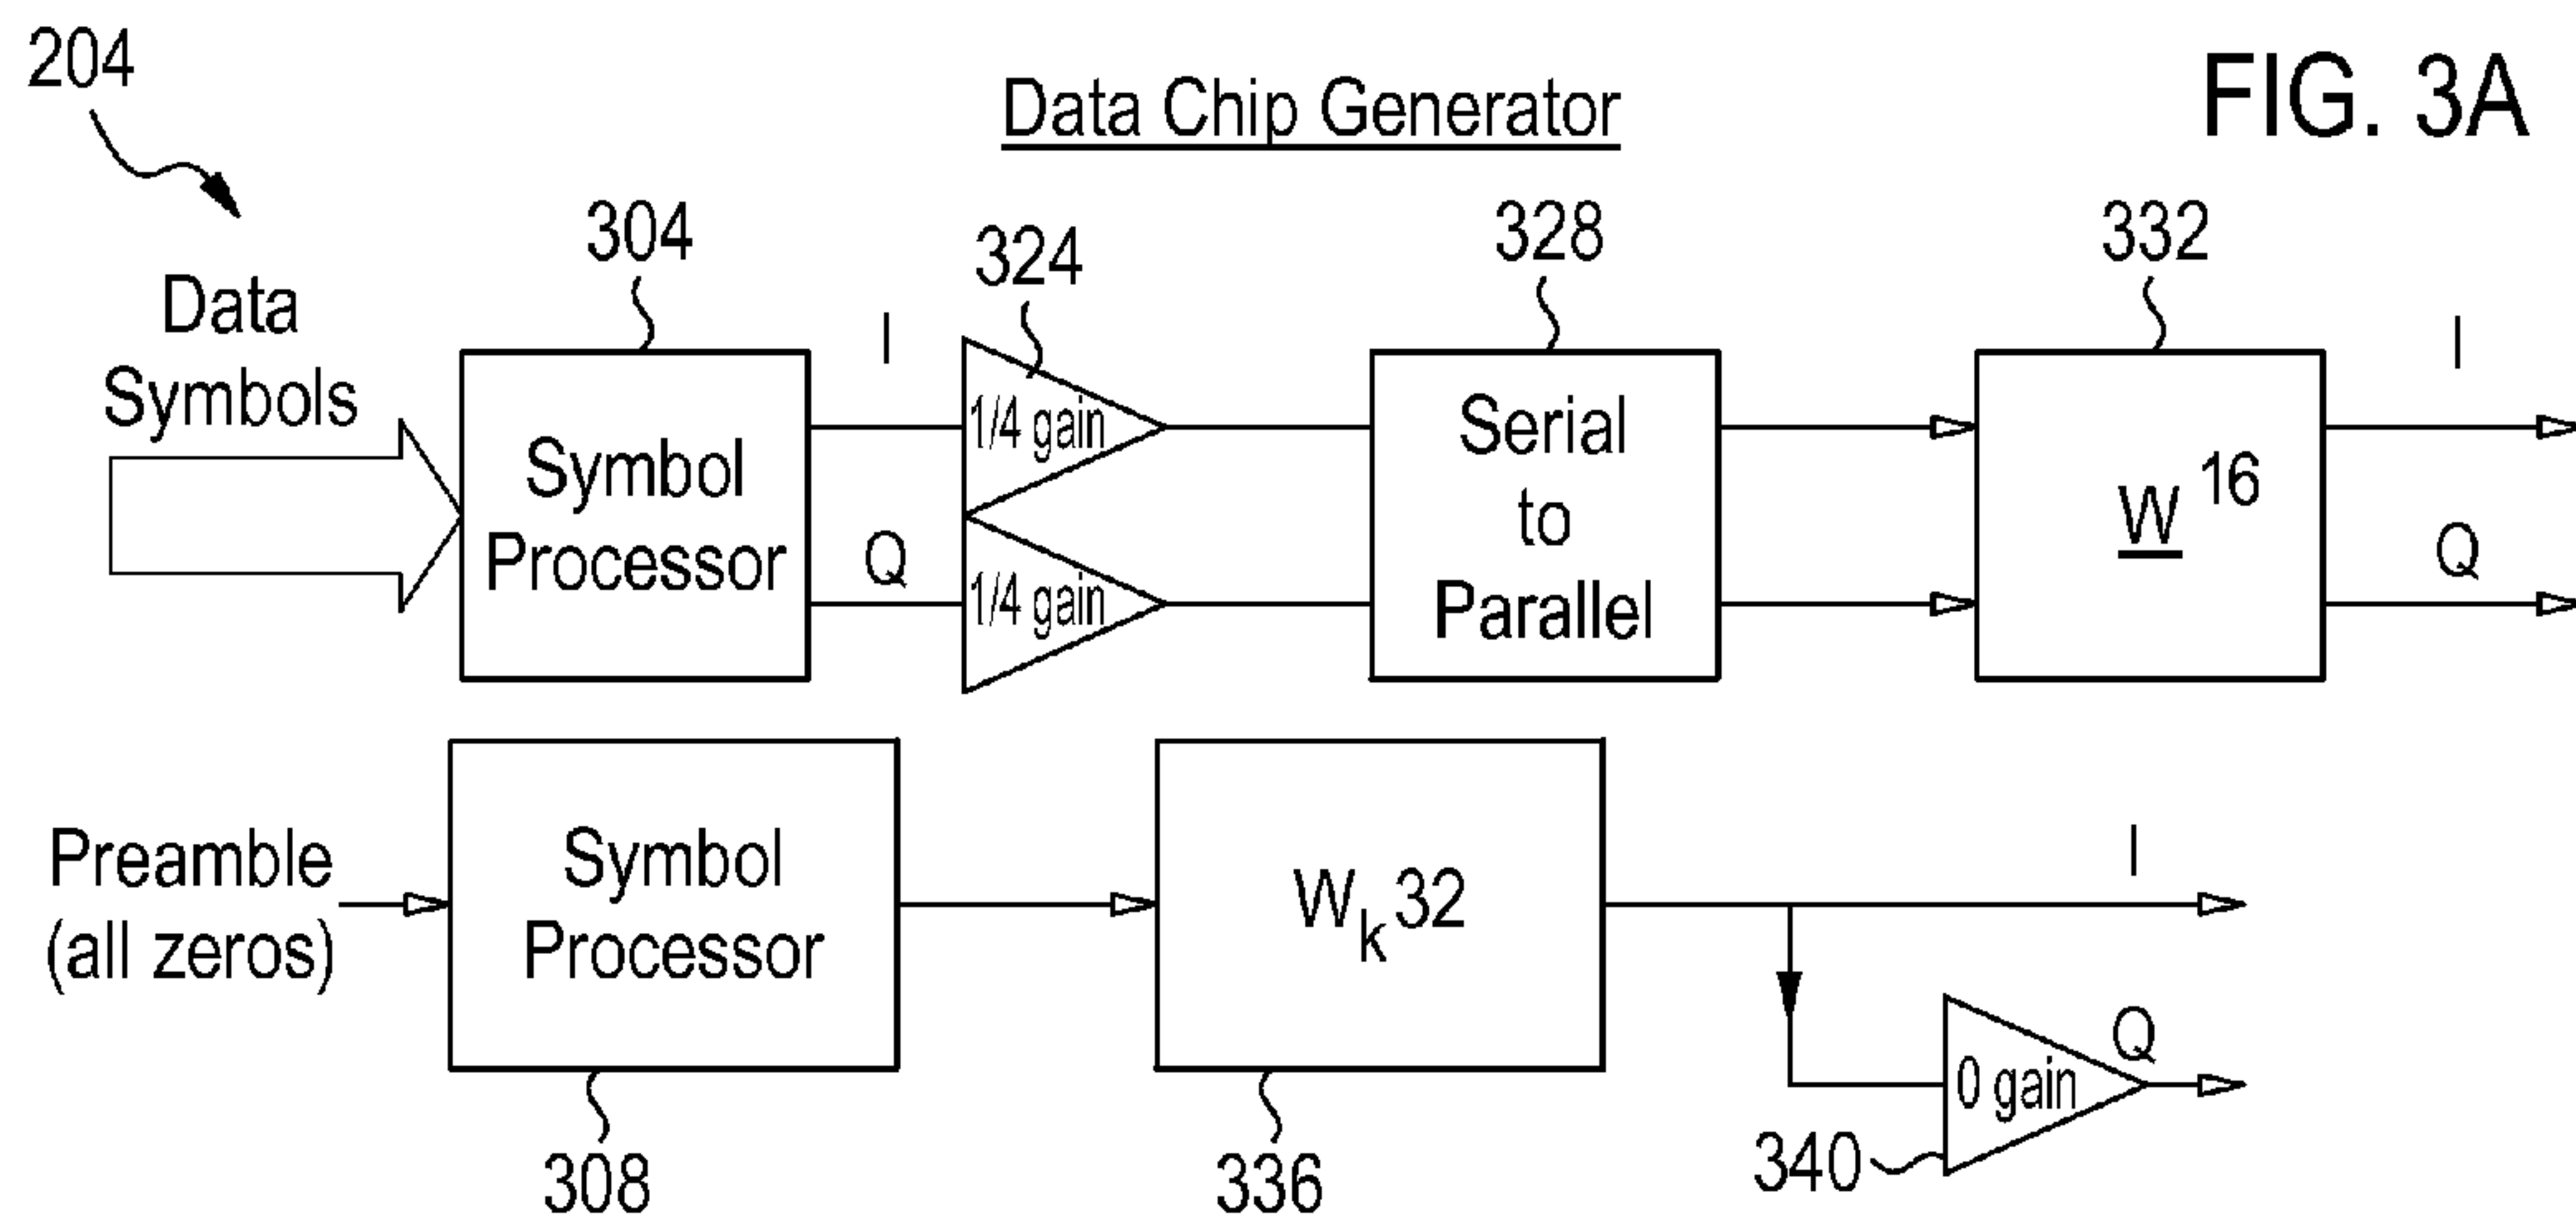 204
Data Chip Generator
FIG. 3A
304
324
328
332
Data
Symbols
I
Q
Symbol
Processor
1/4 gain
1/4 gain
Serial
to
Parallel
W 16
I
Q
Preamble
(all zeros)
Symbol
Processor
Wk32
I
Q
0 gain
308
336
340